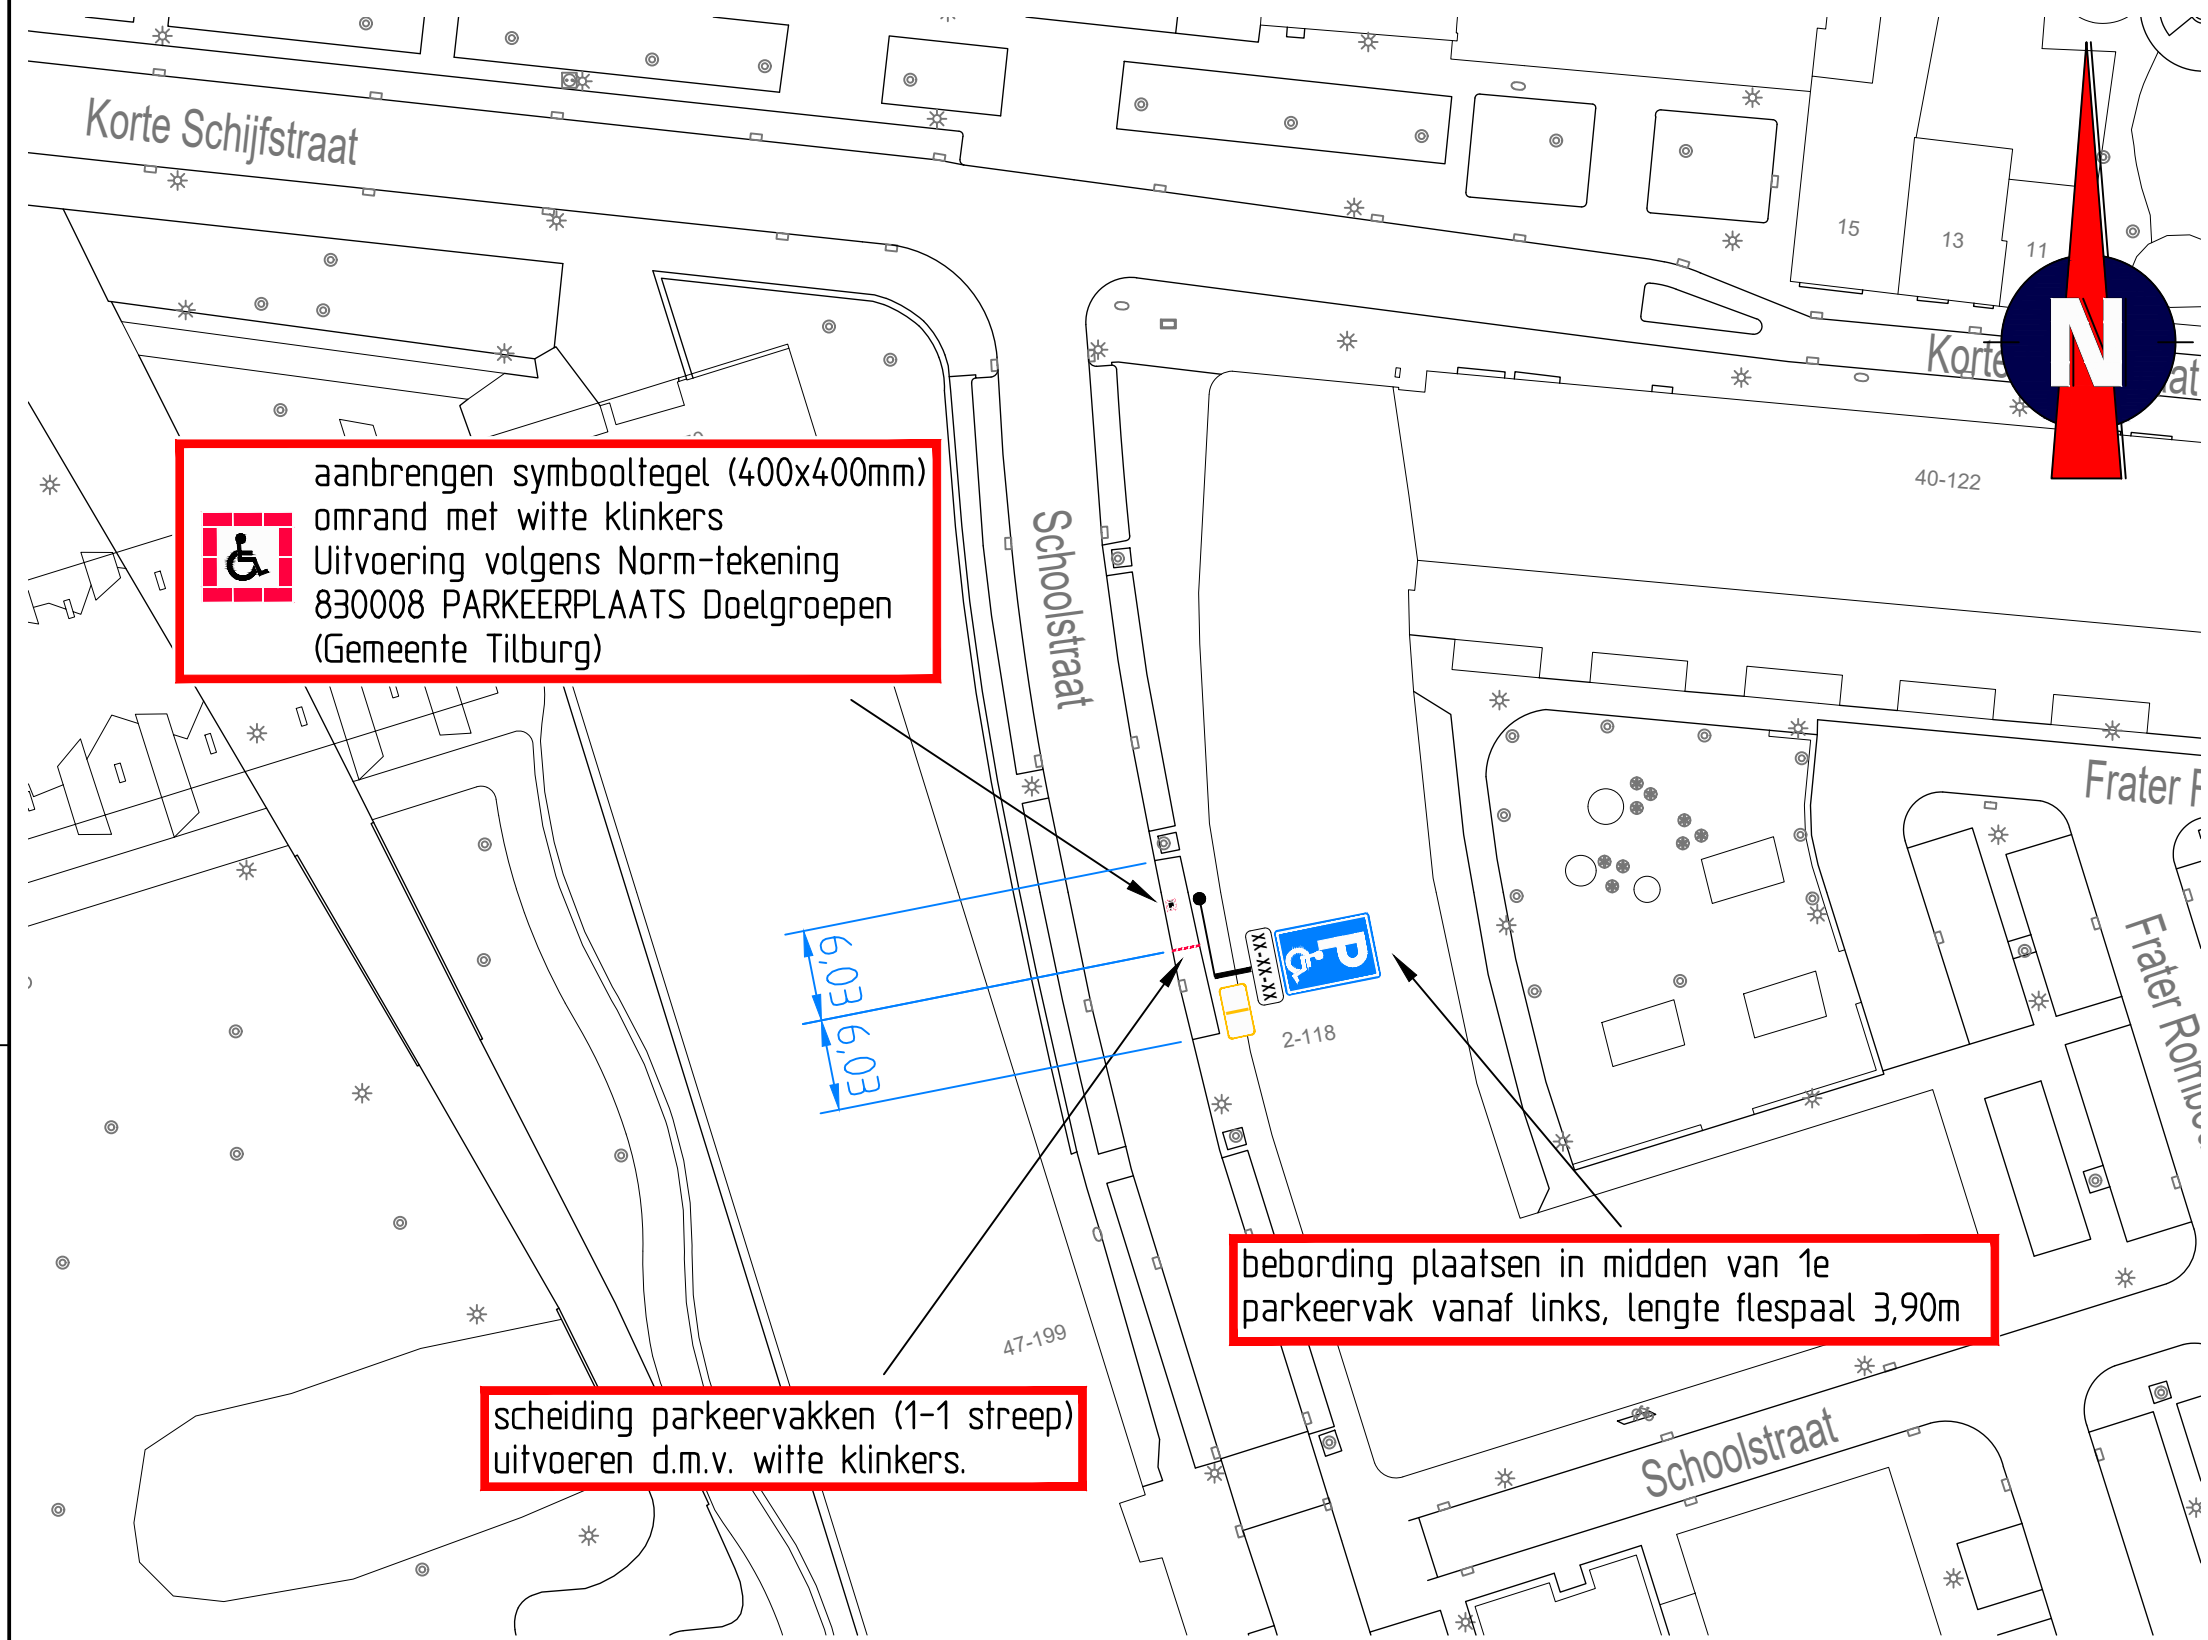 Korte Schijfstraat
15
13
11
N
Korte
at
40-122
aanbrengen symbooltegel (400x400mm)
omrand met witte klinkers
Uitvoering volgens Norm-tekening
830008 PARKEERPLAATS Doelgroepen
(Gemeente Tilburg)
Schoolstraat
Frater R
Frater Rombo
6,03
6,03
XX-XX-XX
P
2-118
bebording plaatsen in midden van 1e
parkeervak vanaf links, lengte flespaal 3,90m
47-199
scheiding parkeervakken (1-1 streep)
uitvoeren d.m.v. witte klinkers.
Schoolstraat